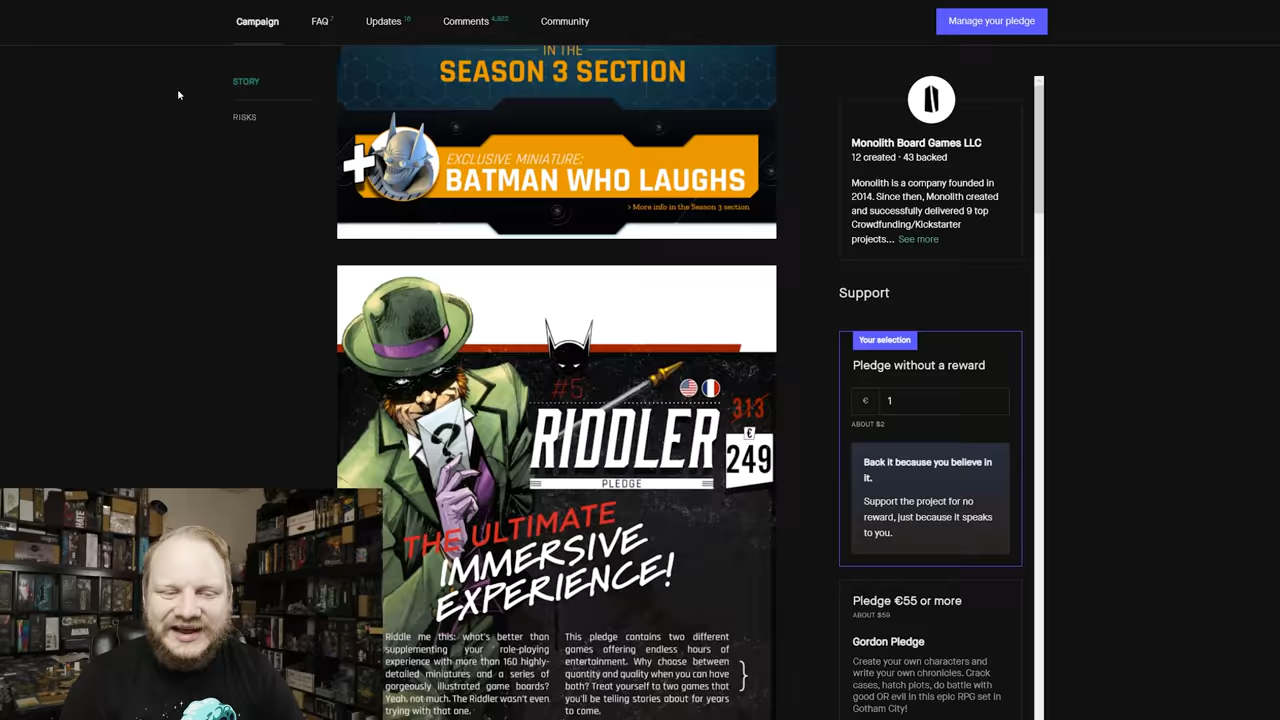 Campaign
FAQ 7
Updates 16
Comments 4,922
Community
Manage your pledge
STORY
RISKS
IN THE
SEASON 3 SECTION
EXCLUSIVE MINIATURE:
BATMAN WHO LAUGHS
> More info in the Season 3 section
#5
RIDDLER
PLEDGE
313
€
249
THE ULTIMATE
IMMERSIVE
EXPERIENCE!
Riddle me this: what's better than
supplementing your role-playing
experience with more than 160 highly-
detailed miniatures and a series of
gorgeously illustrated game boards?
Yeah, not much. The Riddler wasn't even
trying with that one.
This pledge contains two different
games offering endless hours of
entertainment. Why choose between
quantity and quality when you can have
both? Treat yourself to two games that
you'll be telling stories about for years
to come.
Monolith Board Games LLC
12 created · 43 backed
Monolith is a company founded in
2014. Since then, Monolith created
and successfully delivered 9 top
Crowdfunding/Kickstarter
projects... See more
Support
Your selection
Pledge without a reward
€ 1
ABOUT $2
Back it because you believe in
it.
Support the project for no
reward, just because it speaks
to you.
Pledge €55 or more
ABOUT $59
Gordon Pledge
Create your own characters and
write your own chronicles. Crack
cases, hatch plots, do battle with
good OR evil in this epic RPG set in
Gotham City!